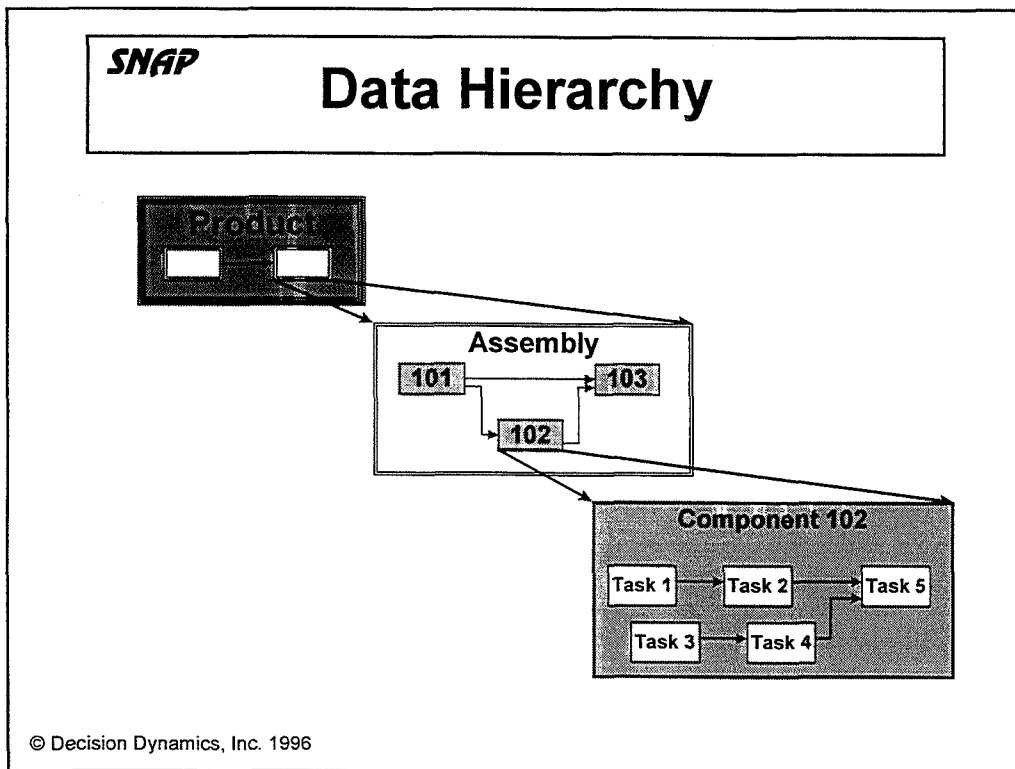 SNAP
Data Hierarchy
Product
Assembly
101
103
102
Component 102
Task 1
Task 2
Task 5
Task 3
Task 4
© Decision Dynamics, Inc. 1996